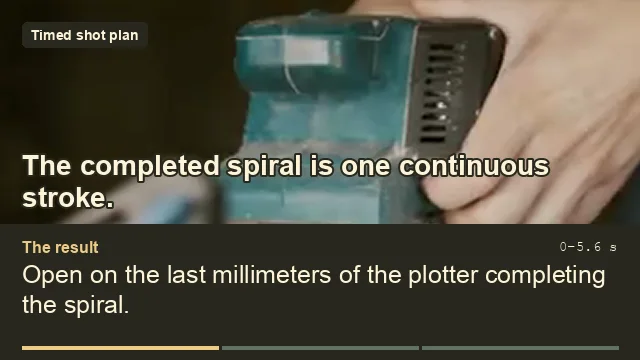 Timed shot plan
The completed spiral is one continuous
stroke.
The result
0–5.6 s
Open on the last millimeters of the plotter completing
the spiral.